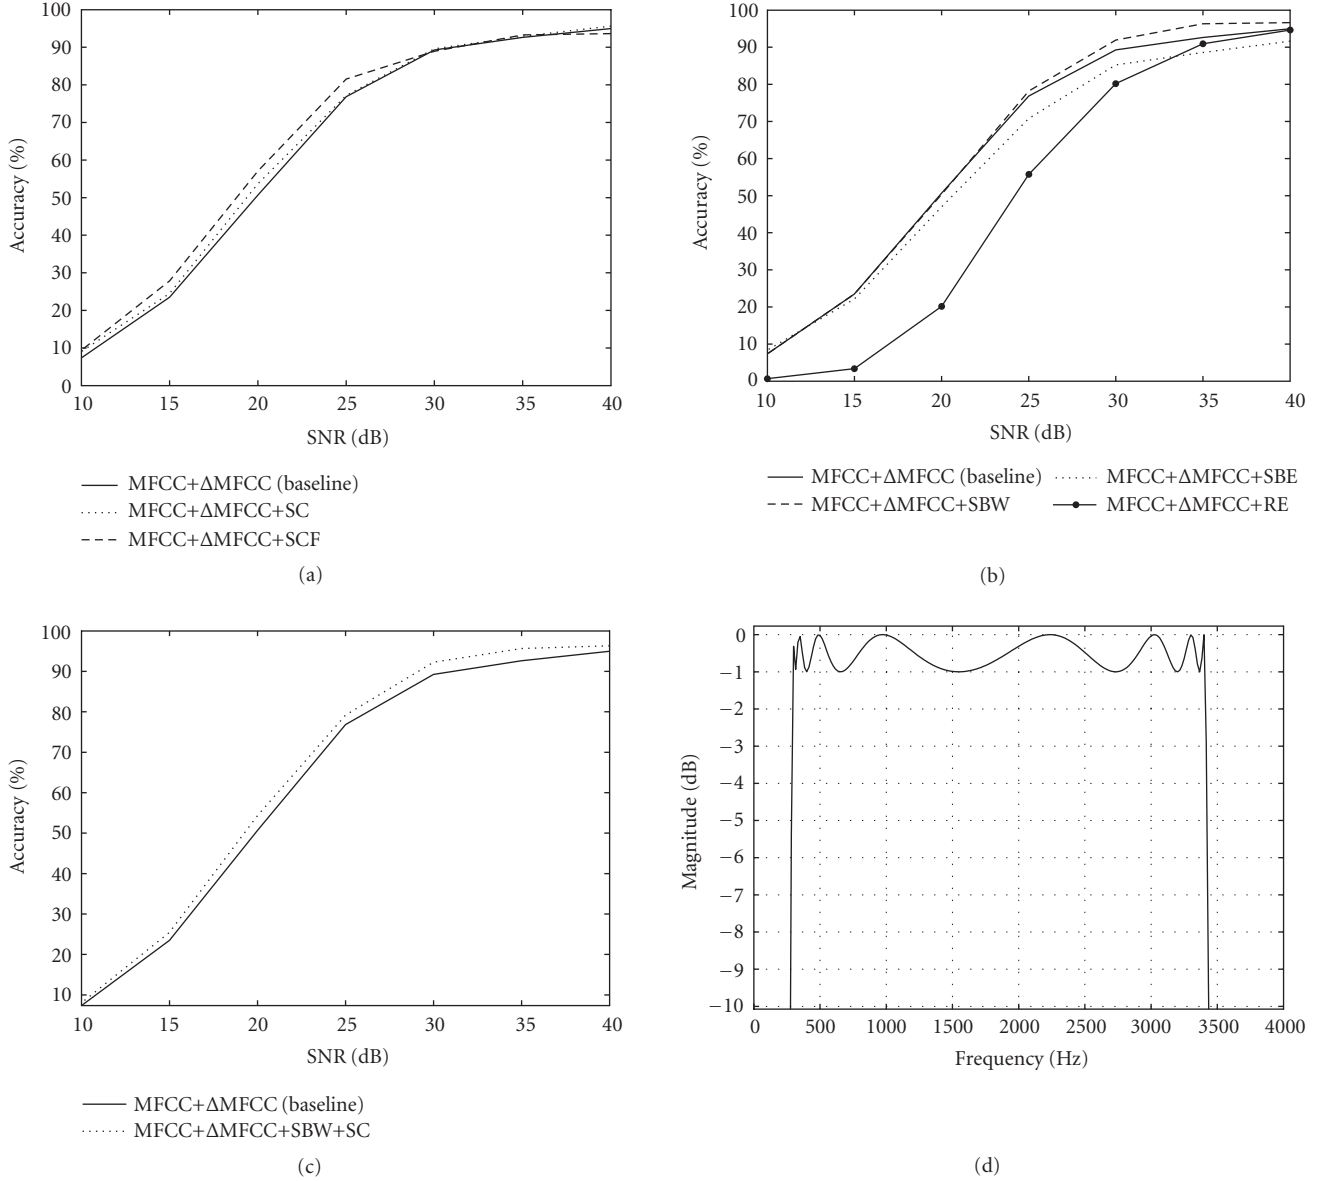 100
90
80
70
60
50
40
30
20
10
0
Accuracy (%)
10 15 20 25 30 35 40
SNR (dB)
MFCC+ΔMFCC (baseline)
MFCC+ΔMFCC+SC
MFCC+ΔMFCC+SCF
(a)
100
90
80
70
60
50
40
30
20
10
0
Accuracy (%)
10 15 20 25 30 35 40
SNR (dB)
MFCC+ΔMFCC (baseline) MFCC+ΔMFCC+SBE
MFCC+ΔMFCC+SBW MFCC+ΔMFCC+RE
(b)
100
90
80
70
60
50
40
30
20
10
Accuracy (%)
10 15 20 25 30 35 40
SNR (dB)
MFCC+ΔMFCC (baseline)
MFCC+ΔMFCC+SBW+SC
(c)
0
−1
−2
−3
−4
−5
−6
−7
−8
−9
−10
Magnitude (dB)
0 500 1000 1500 2000 2500 3000 3500 4000
Frequency (Hz)
(d)